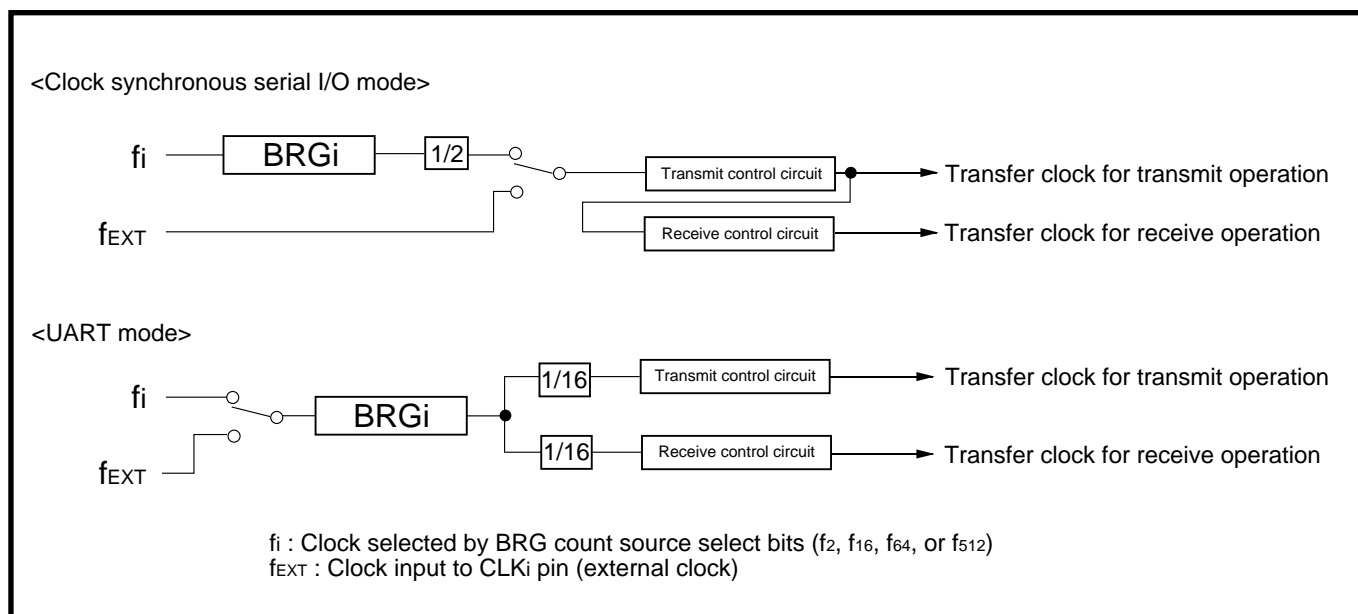 <Clock synchronous serial I/O mode>
fi
BRGi
1/2
Transmit control circuit
Transfer clock for transmit operation
fEXT
Receive control circuit
Transfer clock for receive operation
<UART mode>
fi
BRGi
1/16
Transmit control circuit
Transfer clock for transmit operation
fEXT
1/16
Receive control circuit
Transfer clock for receive operation
fi : Clock selected by BRG count source select bits (f2, f16, f64, or f512)
fEXT : Clock input to CLKi pin (external clock)